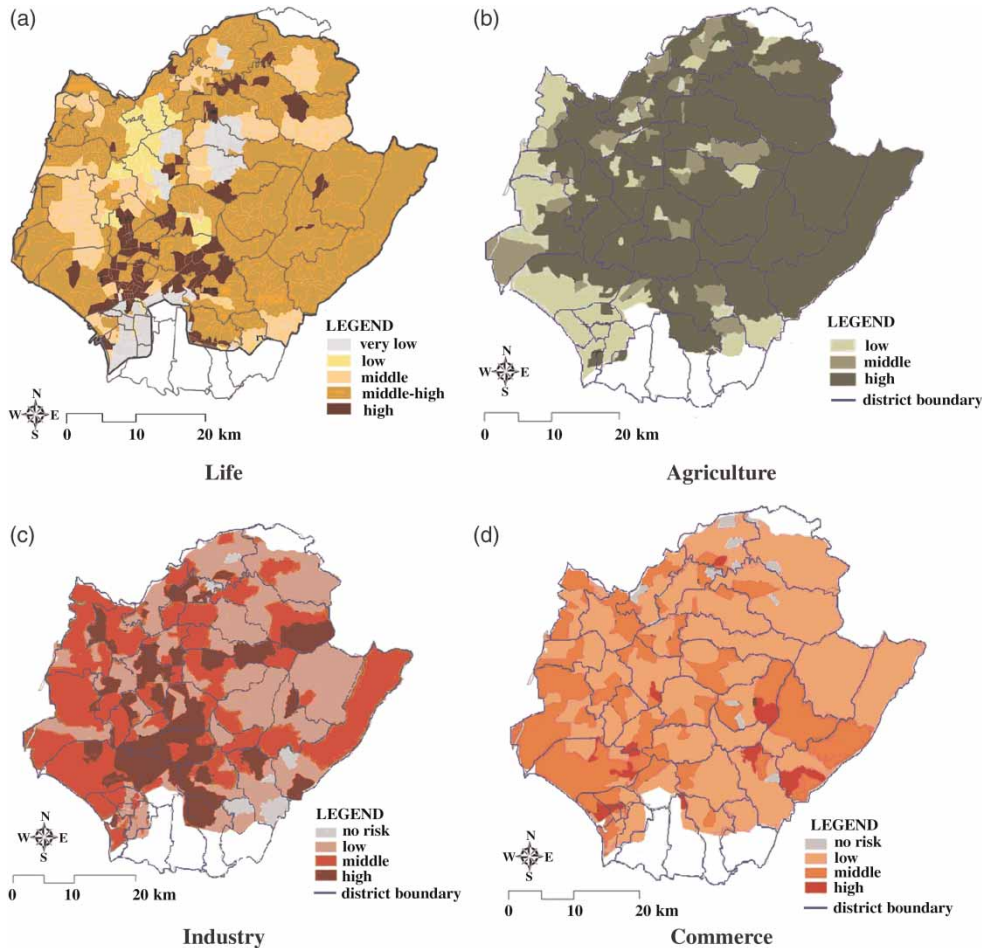 (a)
LEGEND
very low
low
middle
middle-high
high
N
W E
S
0 10 20 km
Life
(b)
LEGEND
low
middle
high
district boundary
N
W E
S
0 10 20 km
Agriculture
(c)
LEGEND
no risk
low
middle
high
district boundary
N
W E
S
0 10 20 km
Industry
(d)
LEGEND
no risk
low
middle
high
district boundary
N
W E
S
0 10 20 km
Commerce